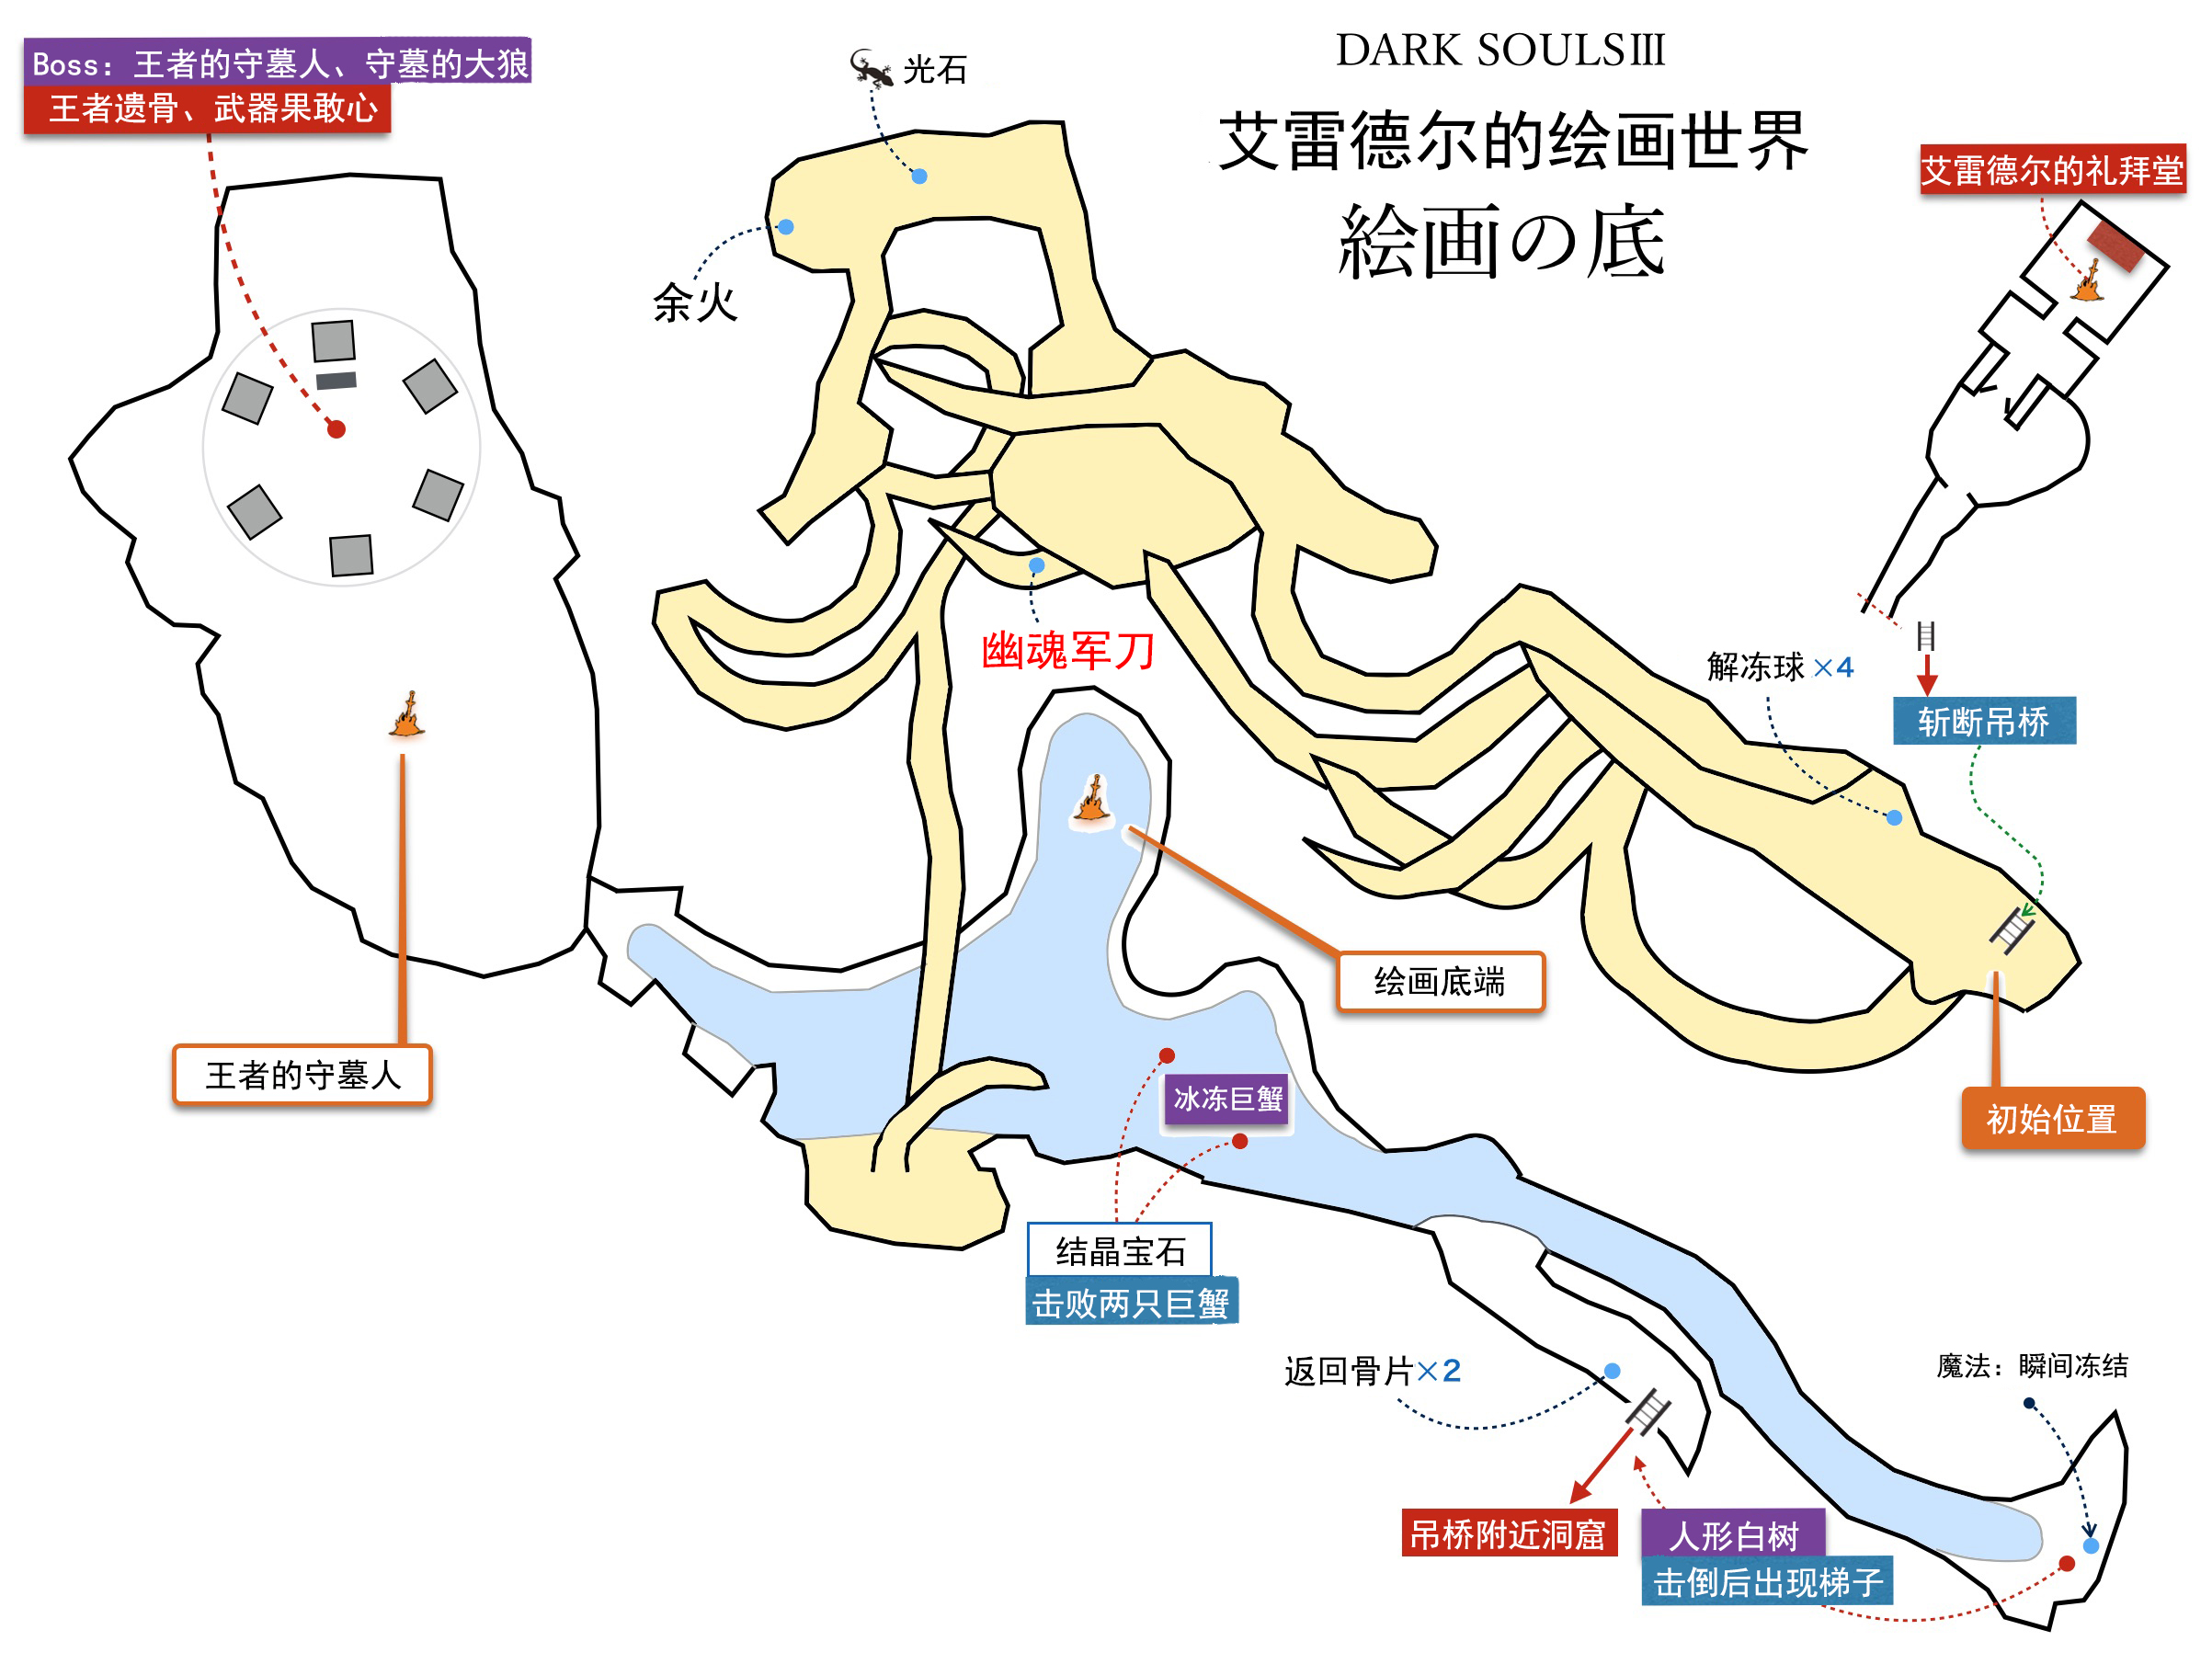 DARK SOULSⅢ
艾雷德尔的绘画世界
絵画の底
Boss：王者的守墓人、守墓的大狼
王者遗骨、武器果敢心
光石
余火
艾雷德尔的礼拜堂
幽魂军刀
解冻球×4
斩断吊桥
绘画底端
王者的守墓人
冰冻巨蟹
初始位置
结晶宝石
击败两只巨蟹
返回骨片×2
魔法：瞬间冻结
吊桥附近洞窟
人形白树
击倒后出现梯子